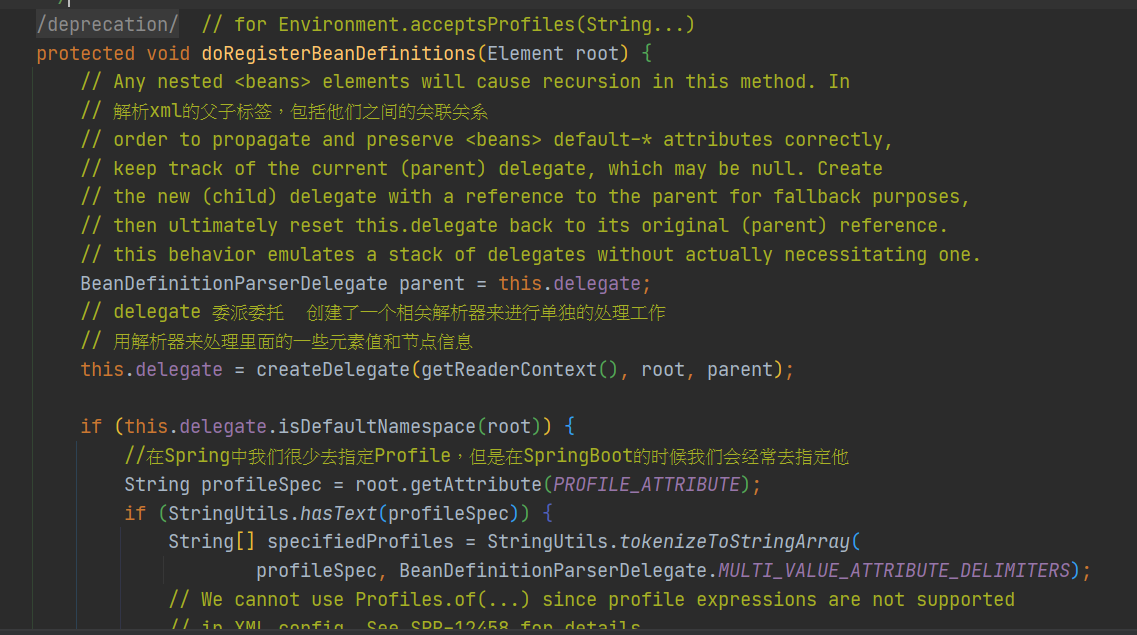 /deprecation/ // for Environment.acceptsProfiles(String...)
protected void doRegisterBeanDefinitions(Element root) {
// Any nested <beans> elements will cause recursion in this method. In
// 解析xml的父子标签，包括他们之间的关联关系
// order to propagate and preserve <beans> default-* attributes correctly,
// keep track of the current (parent) delegate, which may be null. Create
// the new (child) delegate with a reference to the parent for fallback purposes,
// then ultimately reset this.delegate back to its original (parent) reference.
// this behavior emulates a stack of delegates without actually necessitating one.
BeanDefinitionParserDelegate parent = this.delegate;
// delegate 委派委托 创建了一个相关解析器来进行单独的处理工作
// 用解析器来处理里面的一些元素值和节点信息
this.delegate = createDelegate(getReaderContext(), root, parent);
if (this.delegate.isDefaultNamespace(root)) {
//在Spring中我们很少去指定Profile，但是在SpringBoot的时候我们会经常去指定他
String profileSpec = root.getAttribute(PROFILE_ATTRIBUTE);
if (StringUtils.hasText(profileSpec)) {
String[] specifiedProfiles = StringUtils.tokenizeToStringArray(
profileSpec, BeanDefinitionParserDelegate.MULTI_VALUE_ATTRIBUTE_DELIMITERS);
// We cannot use Profiles.of(...) since profile expressions are not supported
// in XML config. See SPR-12458 for details.